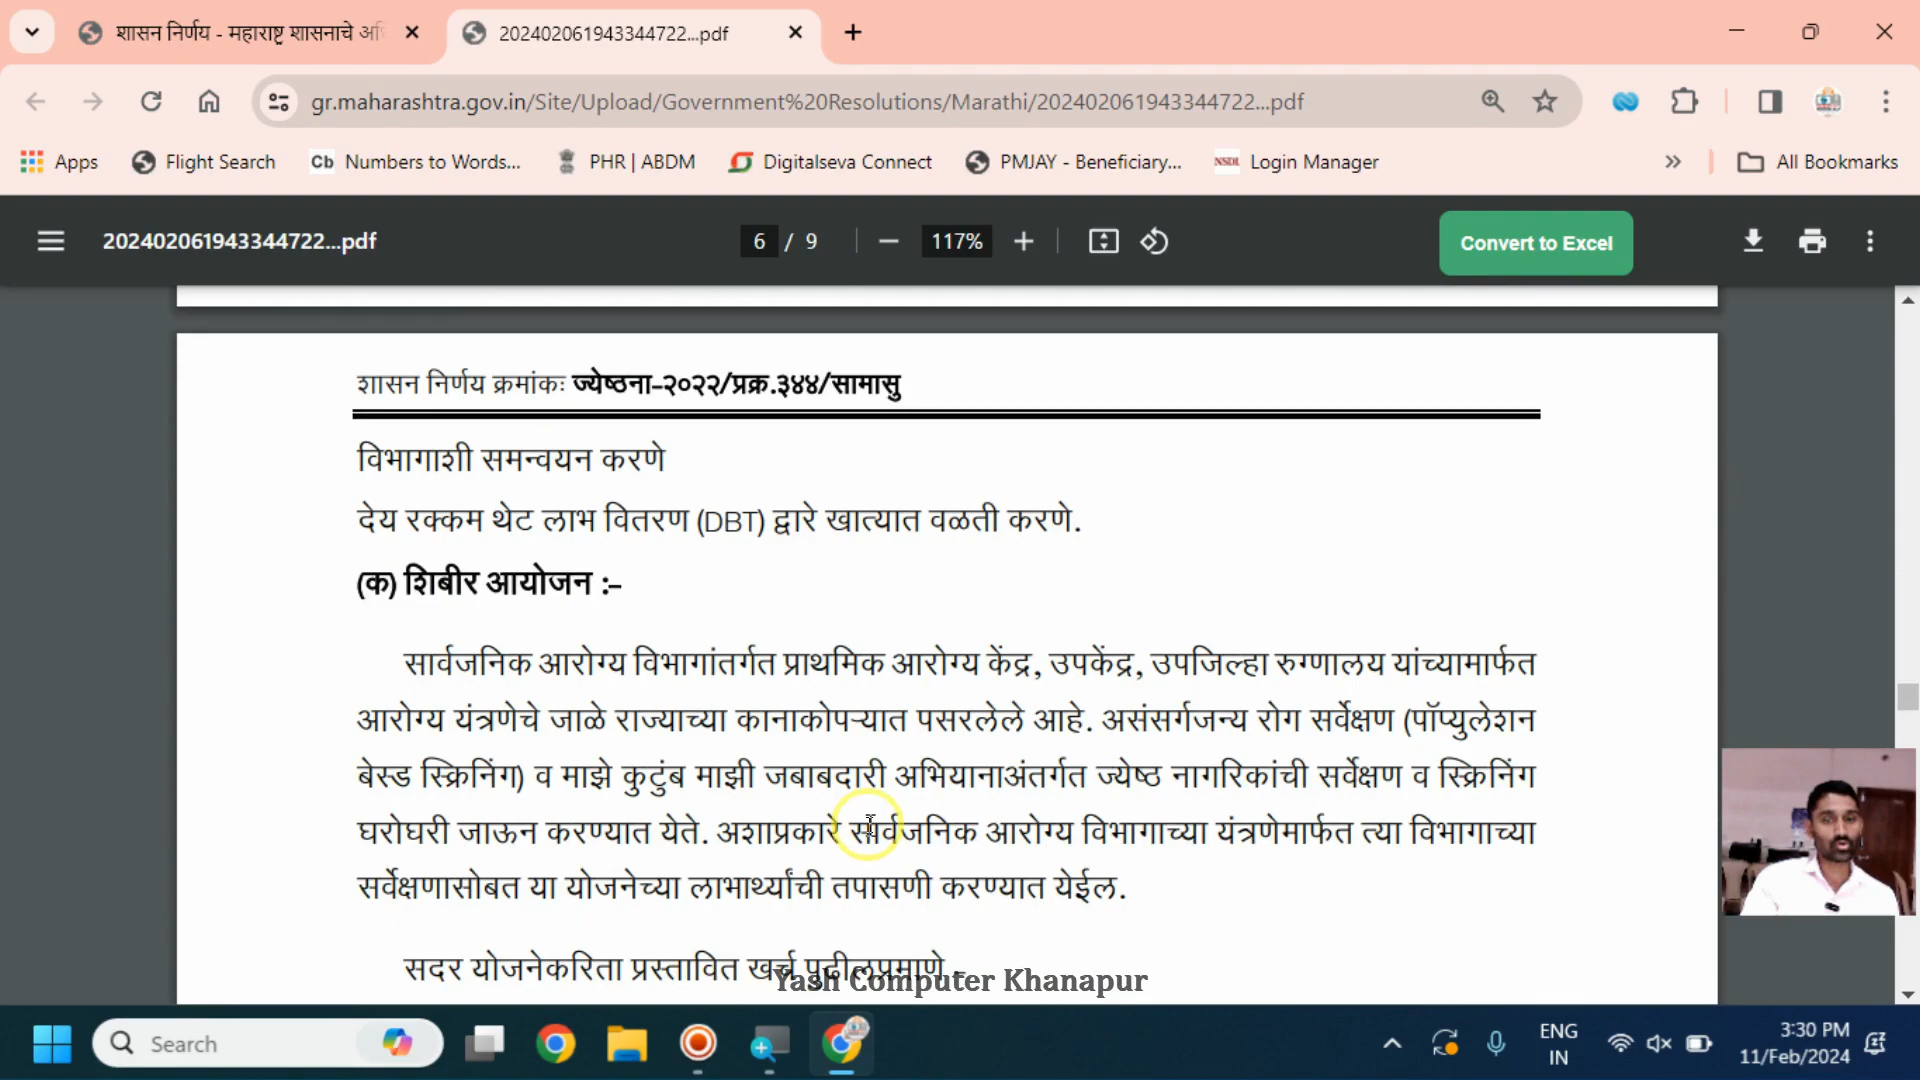 शासन निर्णय - महाराष्ट्र शासनाचे
202402061943344722...pdf
gr.maharashtra.gov.in/Site/Upload/Government%20Resolutions/Marathi/202402061943344722...pdf
Apps Flight Search Cb Numbers to Words... PHR | ABDM Digitalseva Connect PMJAY - Beneficiary... NSDL Login Manager » All Bookmarks
202402061943344722...pdf 6 / 9 117% Convert to Excel
शासन निर्णय क्रमांकः ज्येष्ठना-२०२२/प्रक्र.३४४/सामासु
विभागाशी समन्वयन करणे
देय रक्कम थेट लाभ वितरण (DBT) द्वारे खात्यात वळती करणे.
(क) शिबीर आयोजन :-
सार्वजनिक आरोग्य विभागांतर्गत प्राथमिक आरोग्य केंद्र, उपकेंद्र, उपजिल्हा रुग्णालय यांच्यामार्फत
आरोग्य यंत्रणेचे जाळे राज्याच्या कानाकोपऱ्यात पसरलेले आहे. असंसर्गजन्य रोग सर्वेक्षण (पॉप्युलेशन
बेस्ड स्क्रिनिंग) व माझे कुटुंब माझी जबाबदारी अभियानाअंतर्गत ज्येष्ठ नागरिकांची सर्वेक्षण व स्क्रिनिंग
घरोघरी जाऊन करण्यात येते. अशाप्रकारे सार्वजनिक आरोग्य विभागाच्या यंत्रणेमार्फत त्या विभागाच्या
सर्वेक्षणासोबत या योजनेच्या लाभार्थ्यांची तपासणी करण्यात येईल.
सदर योजनेकरिता प्रस्तावित खर्च पुढीलप्रमाणे -
Yash Computer Khanapur
Search
ENG
IN
3:30 PM
11/Feb/2024